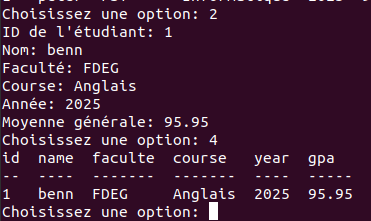 Choisissez une option: 2
ID de l'étudiant: 1
Nom: benn
Faculté: FDEG
Course: Anglais
Année: 2025
Moyenne générale: 95.95
Choisissez une option: 4
id  name  faculte  course   year  gpa
--  ----  -------  -------  ----  -----
1   benn  FDEG     Anglais  2025  95.95
Choisissez une option: